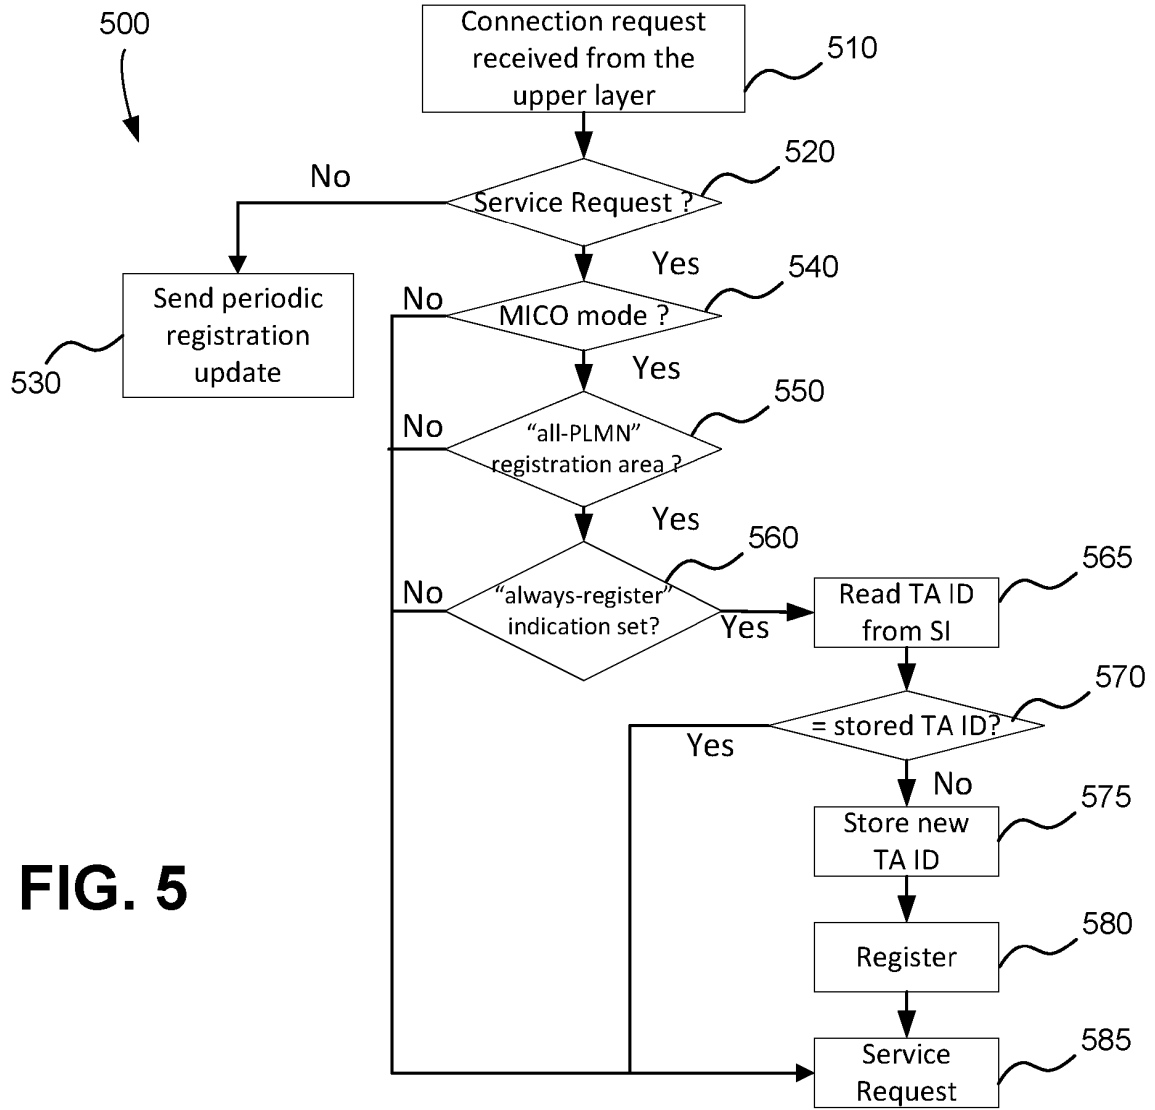 500
Connection request
received from the
upper layer
510
520
No
Service Request ?
Yes
540
Send periodic
registration
update
530
No
MICO mode ?
Yes
550
No
“all-PLMN”
registration area ?
Yes
560
No
“always-register”
indication set?
Yes
565
Read TA ID
from SI
570
= stored TA ID?
Yes
No
575
Store new
TA ID
FIG. 5
580
Register
585
Service
Request